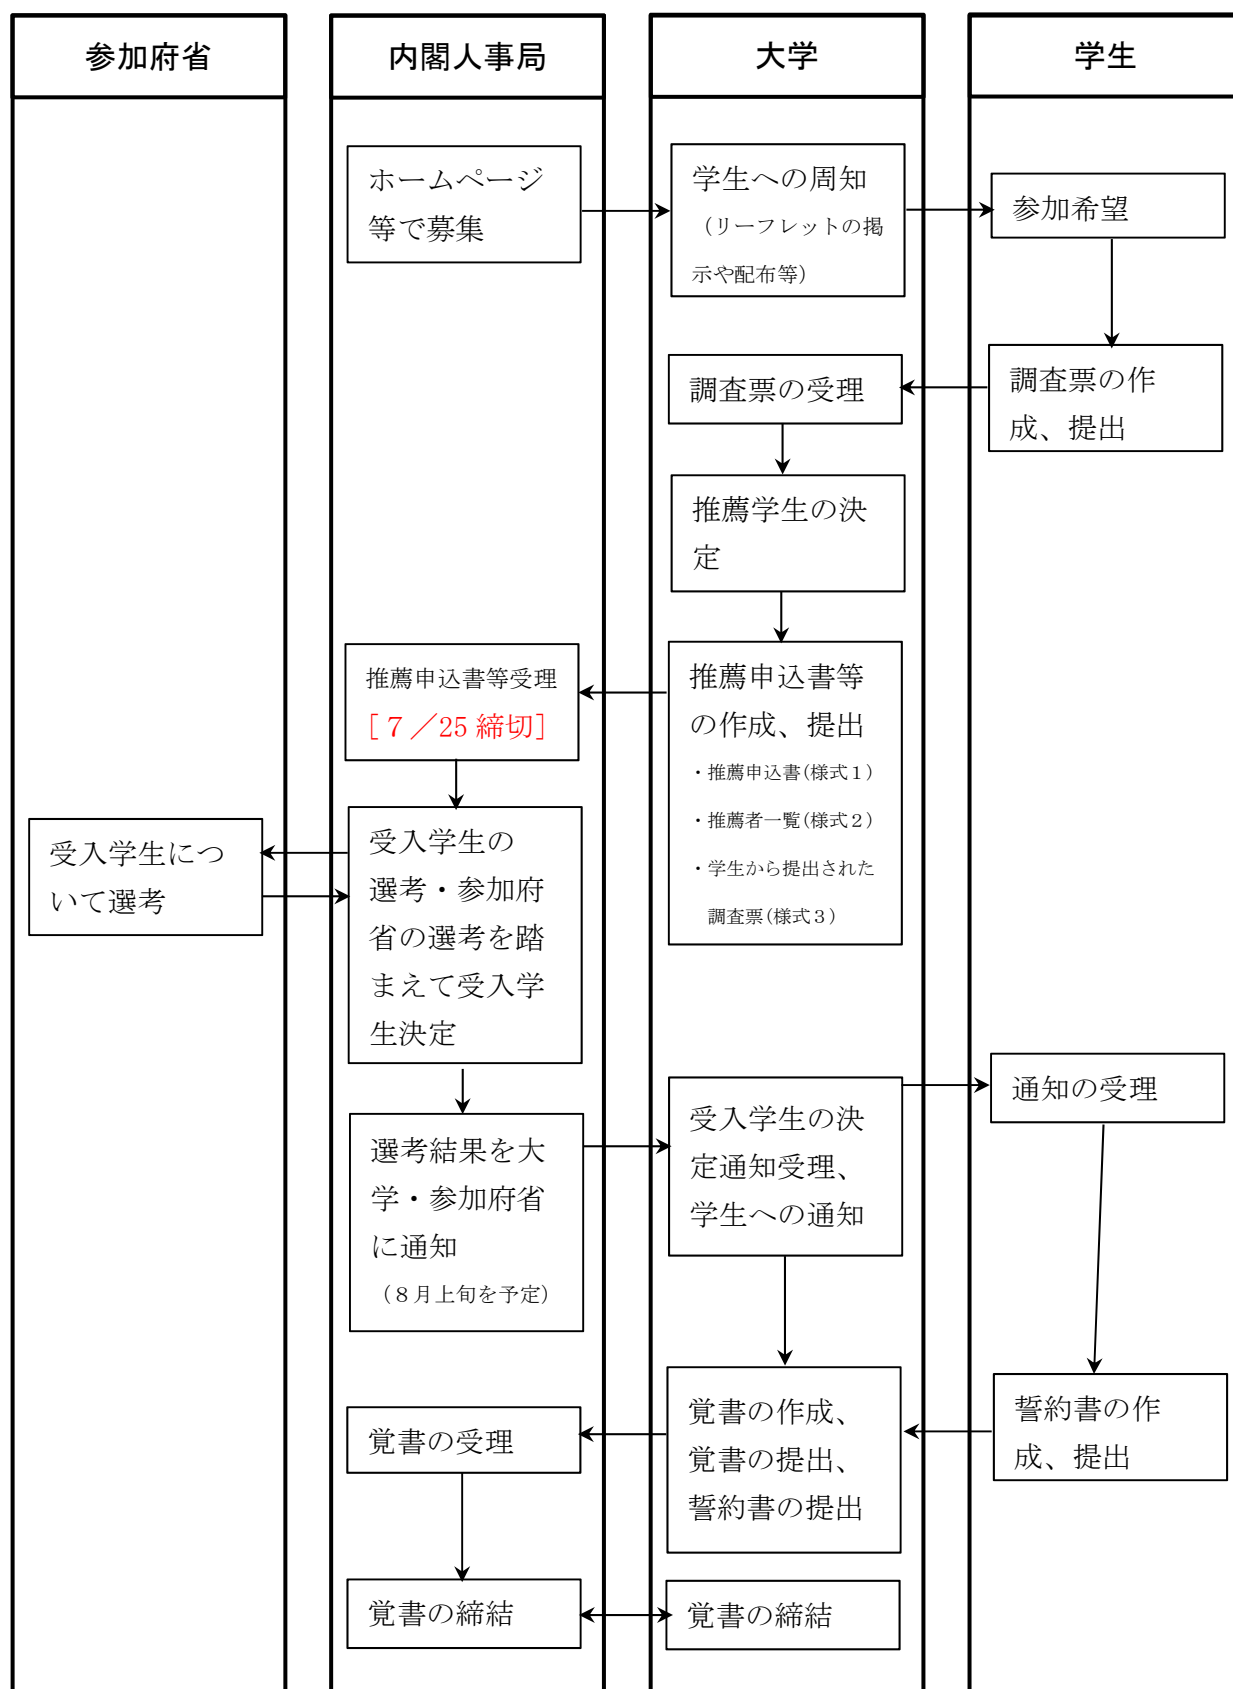 参加府省
内閣人事局
大学
学生
ホームページ
等で募集
学生への周知
（リーフレットの掲
示や配布等）
参加希望
調査票の作
成、提出
調査票の受理
推薦学生の決
定
推薦申込書等
の作成、提出
・推薦申込書(様式１)
・推薦者一覧(様式２)
・学生から提出された
調査票(様式３)
推薦申込書等受理
［７／25 締切］
受入学生の
選考・参加府
省の選考を踏
まえて受入学
生決定
受入学生につ
いて選考
選考結果を大
学・参加府省
に通知
（８月上旬を予定）
受入学生の決
定通知受理、
学生への通知
通知の受理
誓約書の作
成、提出
覚書の作成、
覚書の提出、
誓約書の提出
覚書の受理
覚書の締結
覚書の締結